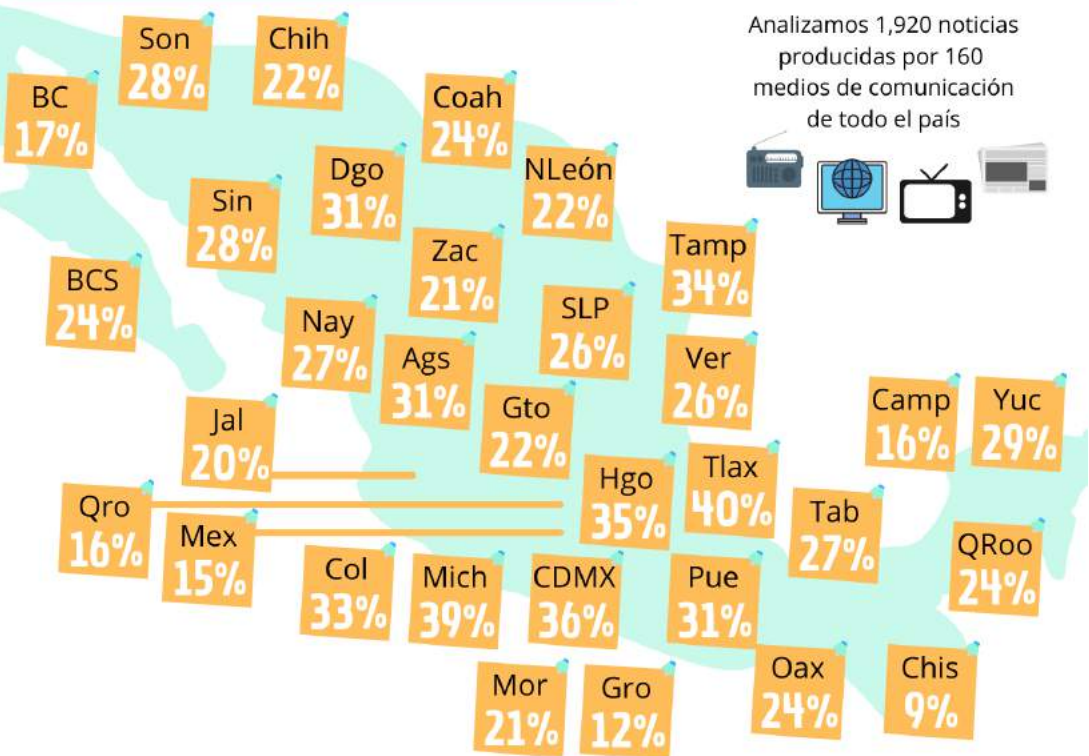 Analizamos 1,920 noticias
producidas por 160
medios de comunicación
de todo el país
Son
28%
Chih
22%
BC
17%
Coah
24%
Dgo
31%
NLeón
22%
Sin
28%
Zac
21%
Tamp
34%
BCS
24%
Nay
27%
SLP
26%
Ags
31%
Ver
26%
Gto
22%
Camp
16%
Yuc
29%
Jal
20%
Hgo
35%
Tlax
40%
Qro
16%
Mex
15%
Tab
27%
QRoo
24%
Col
33%
Mich
39%
CDMX
36%
Pue
31%
Mor
21%
Gro
12%
Oax
24%
Chis
9%